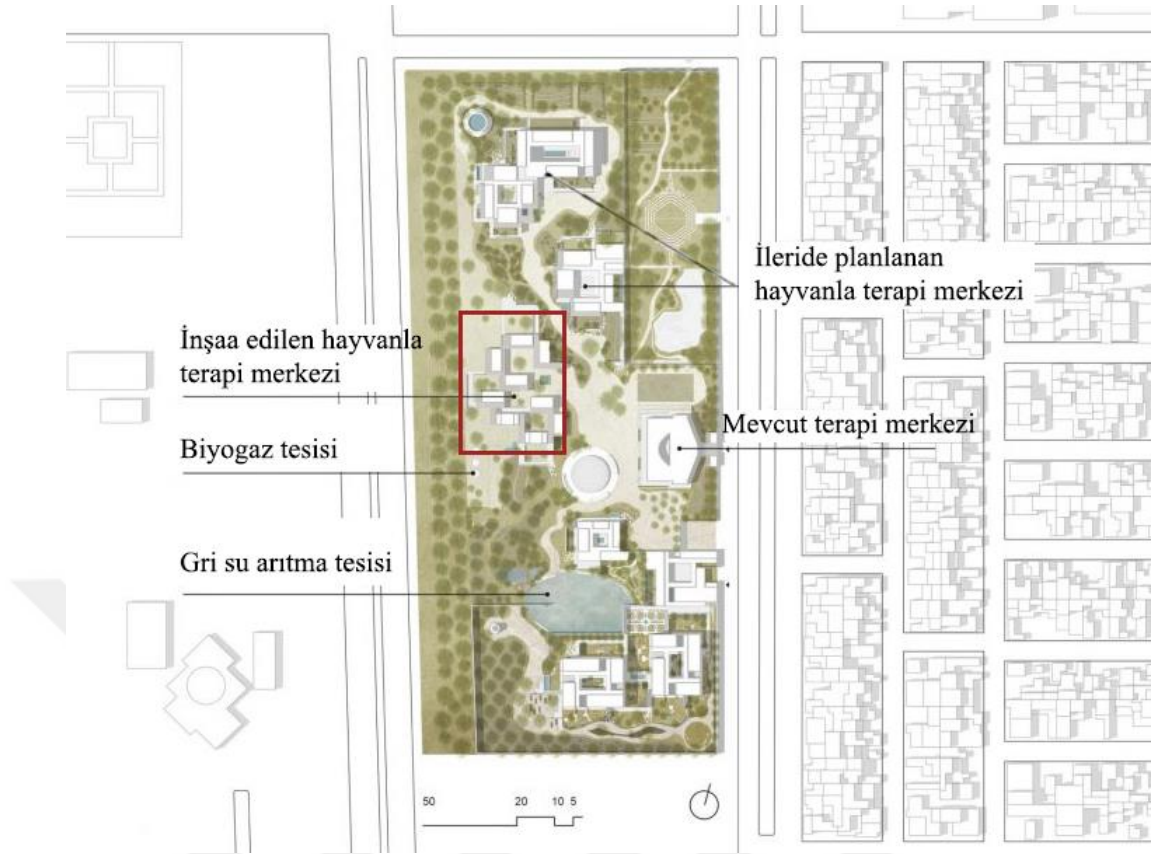 İleride planlanan
hayvanla terapi merkezi
İnşaa edilen hayvanla
terapi merkezi
Mevcut terapi merkezi
Biyogaz tesisi
Gri su arıtma tesisi
50 20 10 5